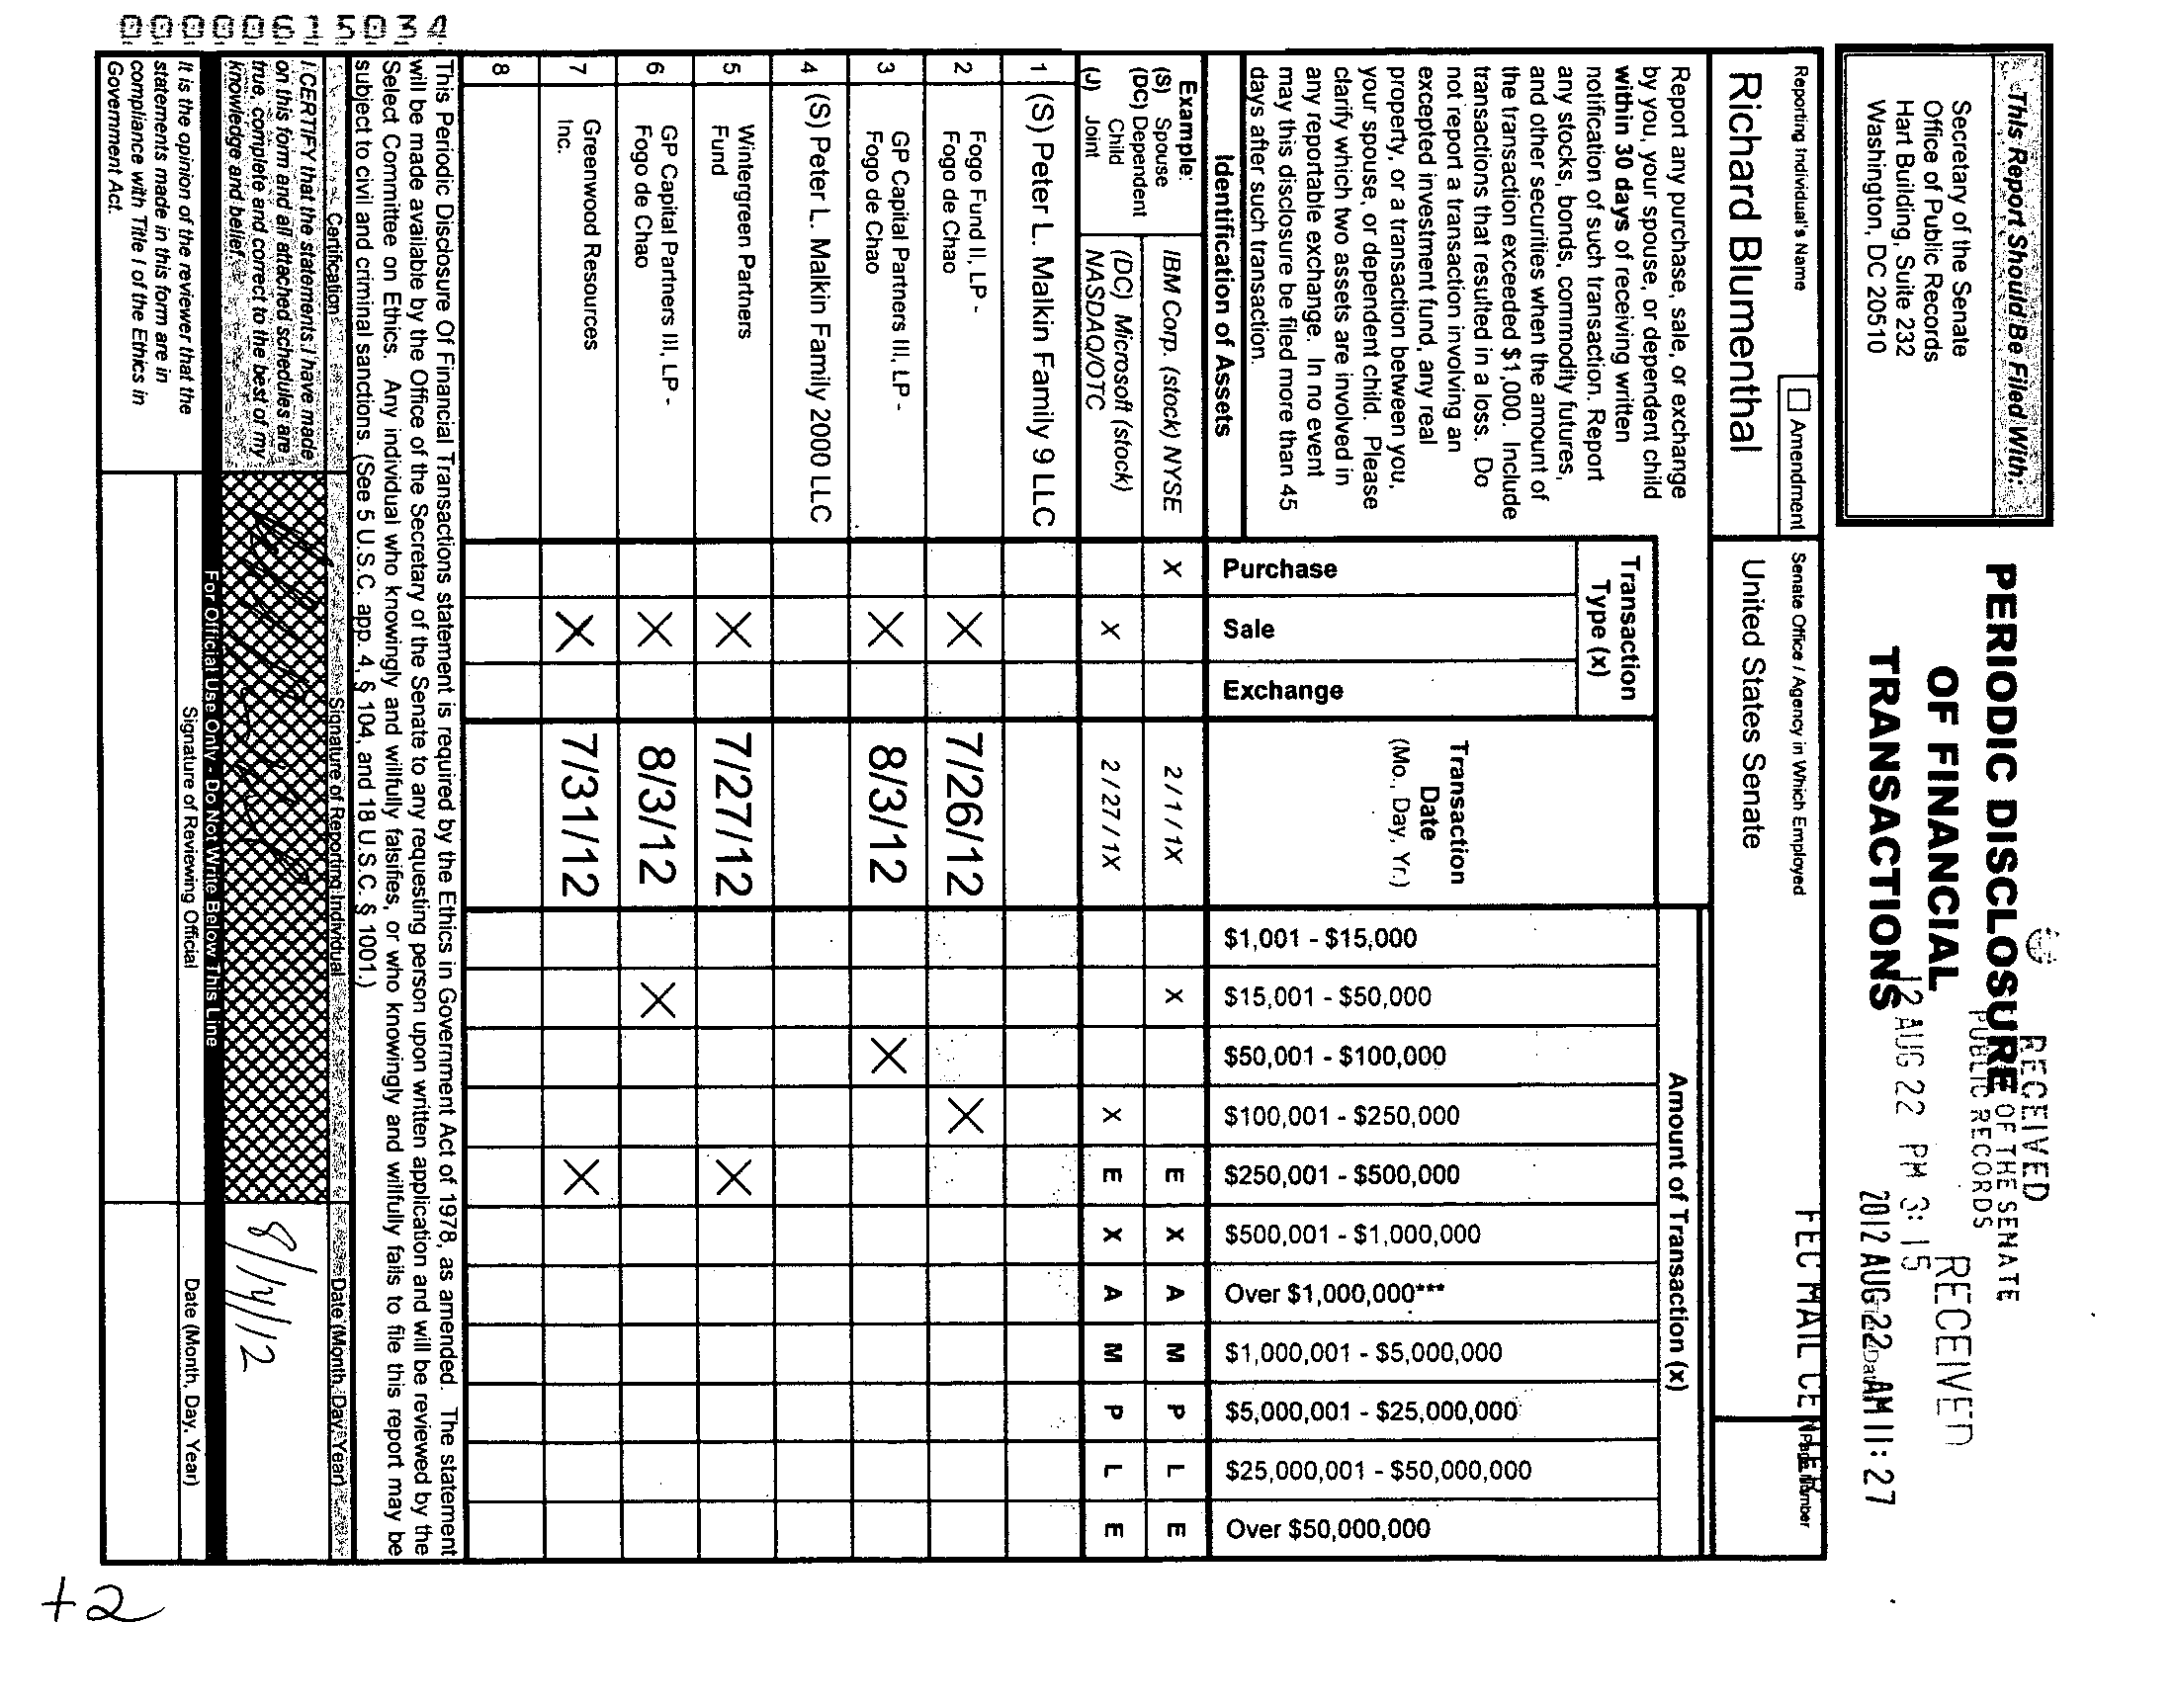 This Report Should Be Filed With:
Secretary of the Senate
Office of Public Records
Hart Building, Suite 232
Washington, DC 20510
PERIODIC DISCLOSURE
OF FINANCIAL
TRANSACTIONS
RECEIVED
OF THE SENATE
PUBLIC RECORDS
12 AUG 22 PM 3:15
RECEIVED
2012 AUG 22 AM 11:27
FEC MAIL CENTER
Reporting Individual's Name
☐ Amendment
Senate Office / Agency in Which Employed
Page Number
Richard Blumenthal
United States Senate
Report any purchase, sale, or exchange
by you, your spouse, or dependent child
within 30 days of receiving written
notification of such transaction. Report
any stocks, bonds, commodity futures,
and other securities when the amount of
the transaction exceeded $1,000. Include
transactions that resulted in a loss. Do
not report a transaction involving an
excepted investment fund, any real
property, or a transaction between you,
your spouse, or dependent child. Please
clarify which two assets are involved in
any reportable exchange. In no event
may this disclosure be filed more than 45
days after such transaction.
Transaction
Type (x)
Transaction
Date
(Mo., Day, Yr.)
Amount of Transaction (x)
Identification of Assets
Purchase
Sale
Exchange
$1,001 - $15,000
$15,001 - $50,000
$50,001 - $100,000
$100,001 - $250,000
$250,001 - $500,000
$500,001 - $1,000,000
Over $1,000,000***
$1,000,001 - $5,000,000
$5,000,001 - $25,000,000
$25,000,001 - $50,000,000
Over $50,000,000
Example:
(S) Spouse
(DC) Dependent
Child
(J) Joint
IBM Corp. (stock) NYSE X 2 / 1 / 1X X E X A M P L E
(DC) Microsoft (stock)
NASDAQ/OTC X 2 / 27 / 1X X E X A M P L E
1 (S) Peter L. Malkin Family 9 LLC
2 Fogo Fund II, LP -
Fogo de Chao X 7/26/12 X
3 GP Capital Partners III, LP -
Fogo de Chao X 8/3/12 X
4 (S) Peter L. Malkin Family 2000 LLC
5 Wintergreen Partners
Fund X 7/27/12 X
6 GP Capital Partners III, LP -
Fogo de Chao X 8/3/12 X
7 Greenwood Resources
Inc. X 7/31/12 X
8
This Periodic Disclosure Of Financial Transactions statement is required by the Ethics in Government Act of 1978, as amended. The statement
will be made available by the Office of the Secretary of the Senate to any requesting person upon written application and will be reviewed by the
Select Committee on Ethics. Any individual who knowingly and willfully falsifies, or who knowingly and willfully fails to file this report may be
subject to civil and criminal sanctions. (See 5 U.S.C. app. 4, § 104, and 18 U.S.C. § 1001.)
Certification
Signature of Reporting Individual
Date (Month, Day, Year)
I CERTIFY that the statements I have made
on this form and all attached schedules are
true, complete and correct to the best of my
knowledge and belief.
8/14/12
For Official Use Only - Do Not Write Below This Line
It is the opinion of the reviewer that the
statements made in this form are in
compliance with Title I of the Ethics in
Government Act.
Signature of Reviewing Official
Date (Month, Day, Year)
+2